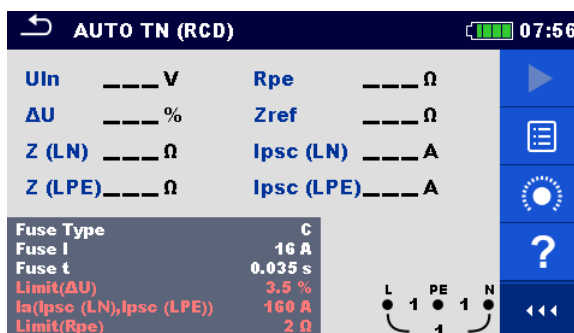 AUTO TN (RCD) 07:56
Uln ___V Rpe ___Ω
ΔU ___% Zref ___Ω
Z (LN) ___Ω Ipsc (LN) ___A
Z (LPE)___Ω Ipsc (LPE)___A
?
Fuse Type C
Fuse I 16 A
Fuse t 0.035 s
Limit(ΔU) 3.5 %
Ia(Ipsc (LN),Ipsc (LPE)) 160 A
Limit(Rpe) 2 Ω
L PE N
1 1
1